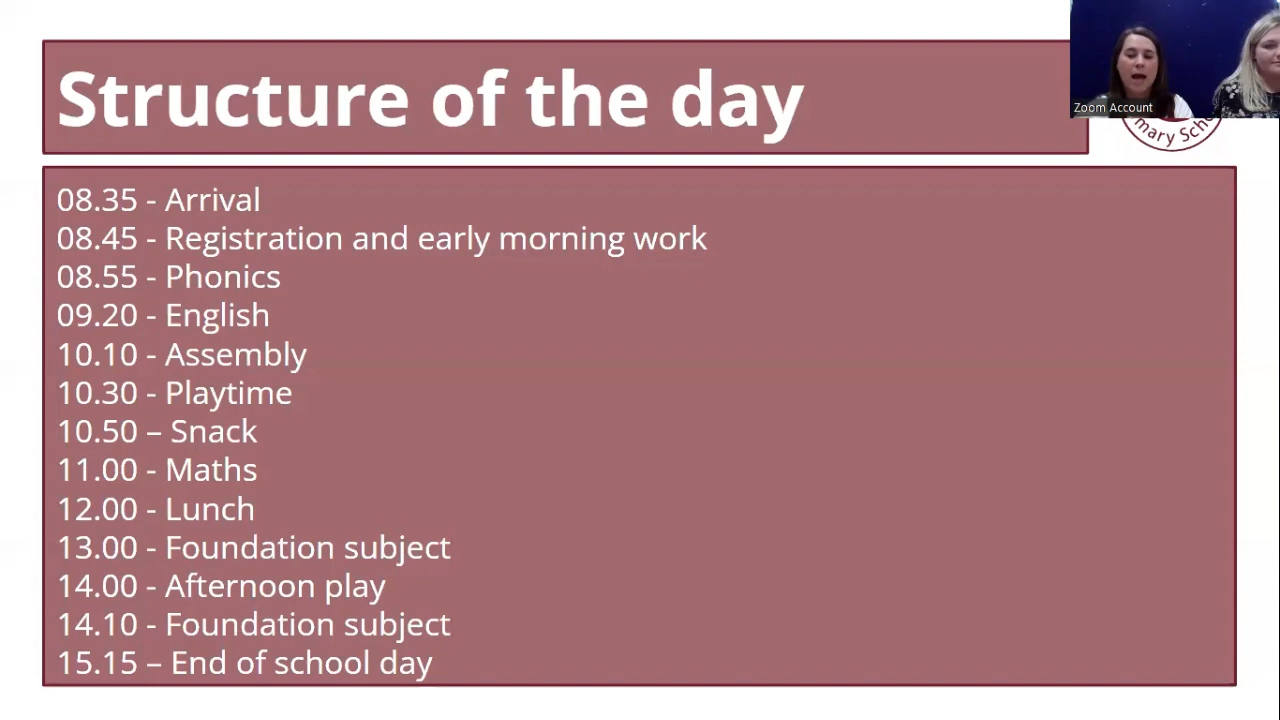 Structure of the day
Zoom Account
08.35 - Arrival
08.45 - Registration and early morning work
08.55 - Phonics
09.20 - English
10.10 - Assembly
10.30 - Playtime
10.50 – Snack
11.00 - Maths
12.00 - Lunch
13.00 - Foundation subject
14.00 - Afternoon play
14.10 - Foundation subject
15.15 – End of school day